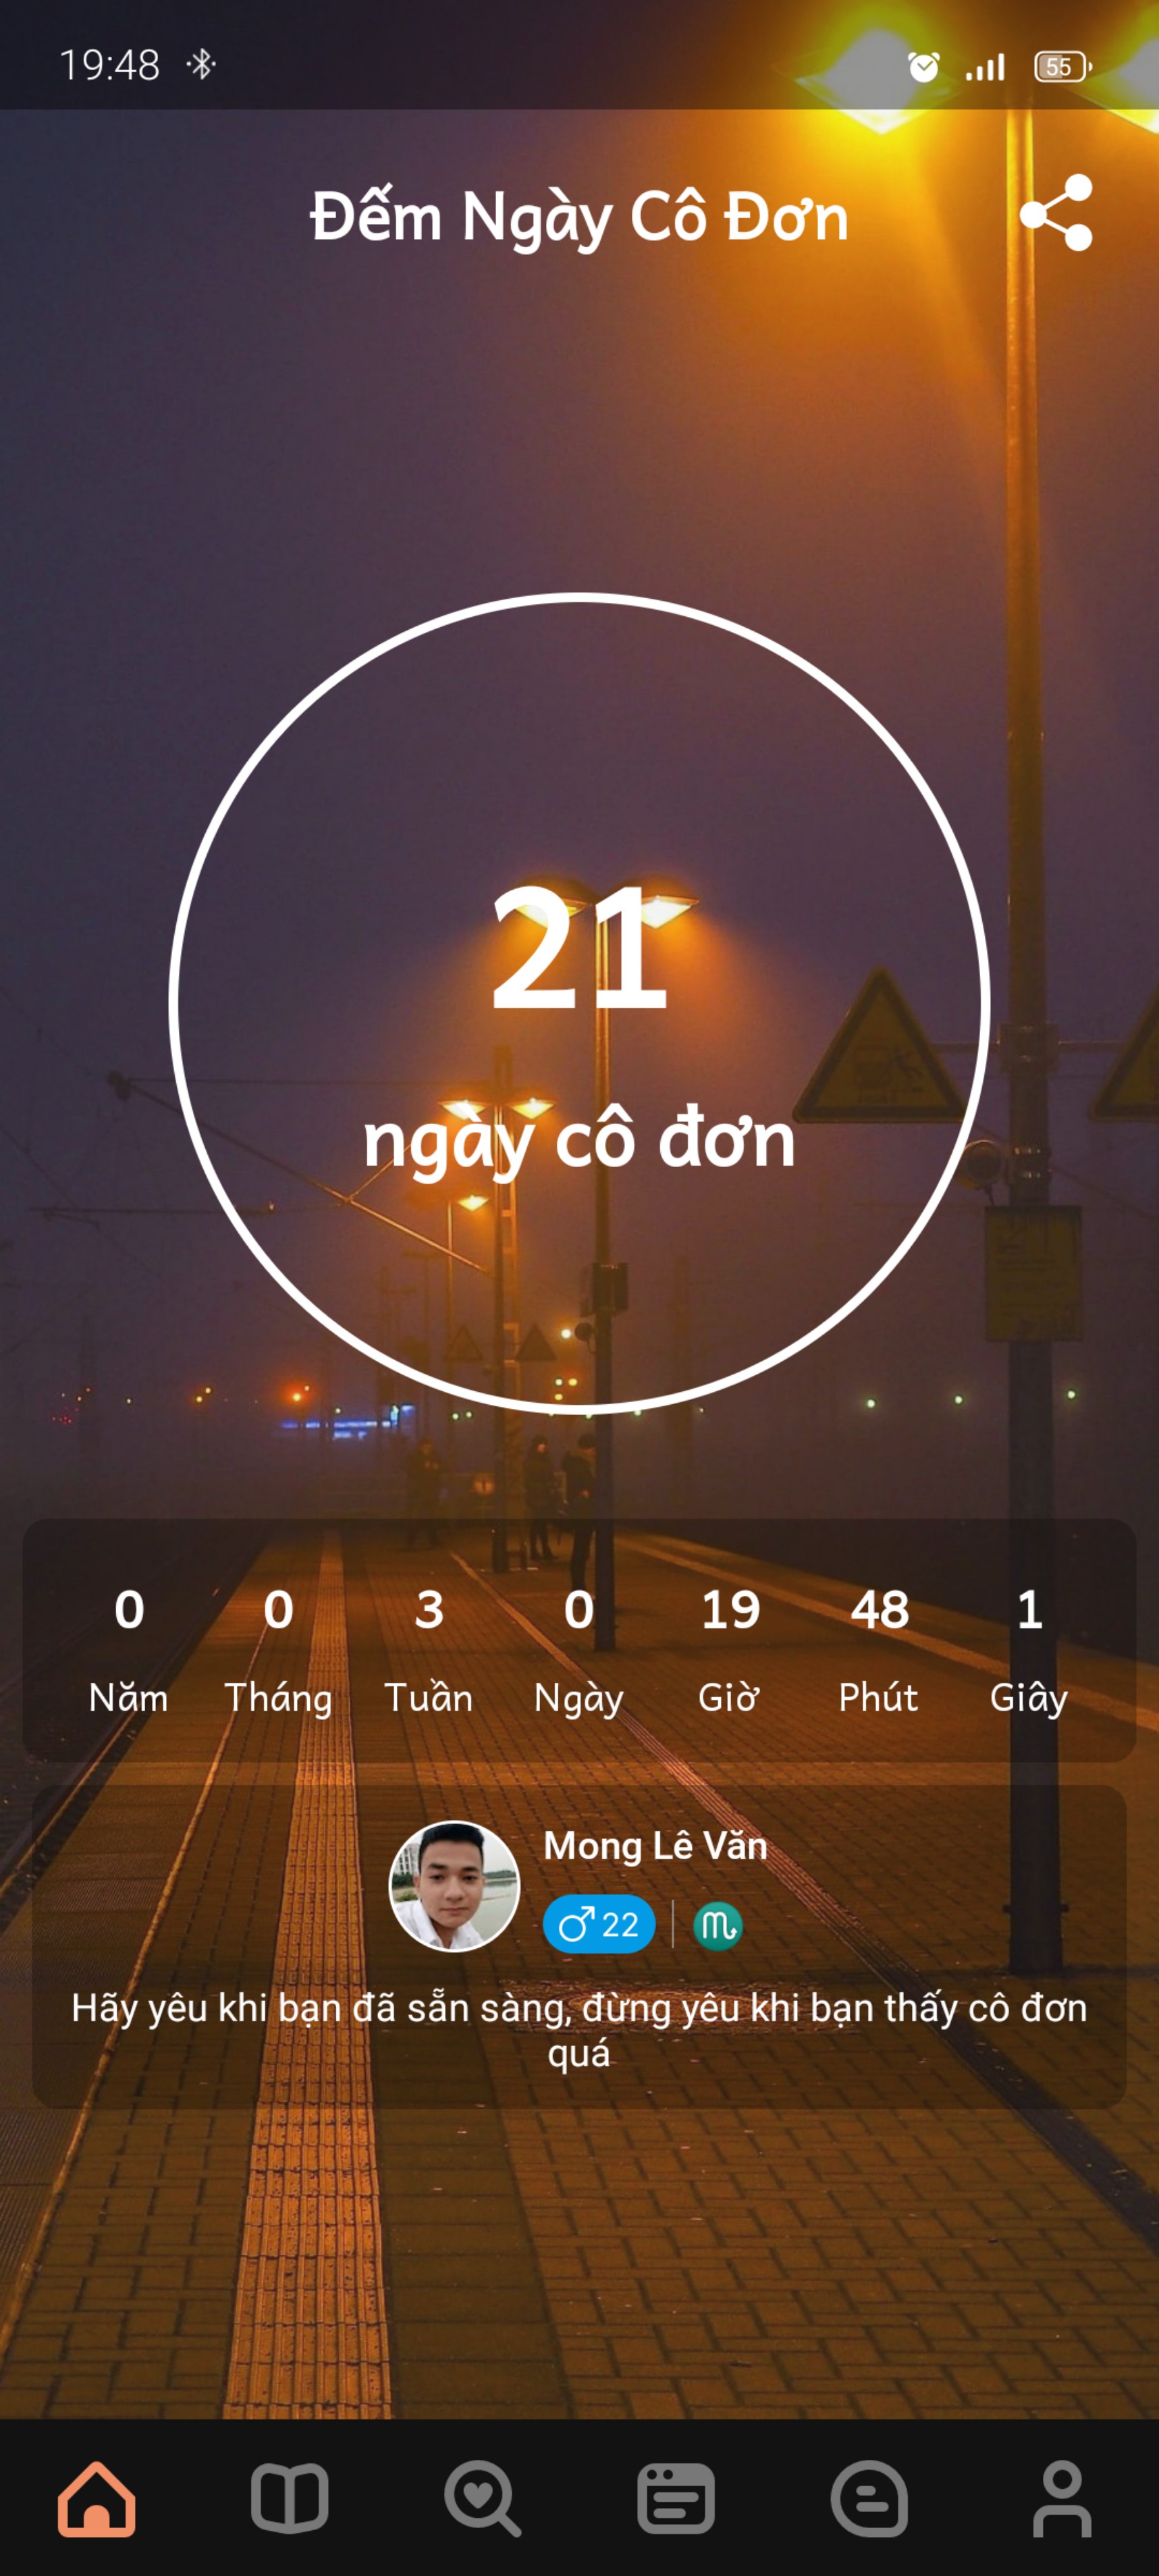 19:48
55
Đếm Ngày Cô Đơn
21
ngày cô đơn
0 0 3 0 19 48 1
Năm Tháng Tuần Ngày Giờ Phút Giây
Mong Lê Văn
22
Hãy yêu khi bạn đã sẵn sàng, đừng yêu khi bạn thấy cô đơn
quá